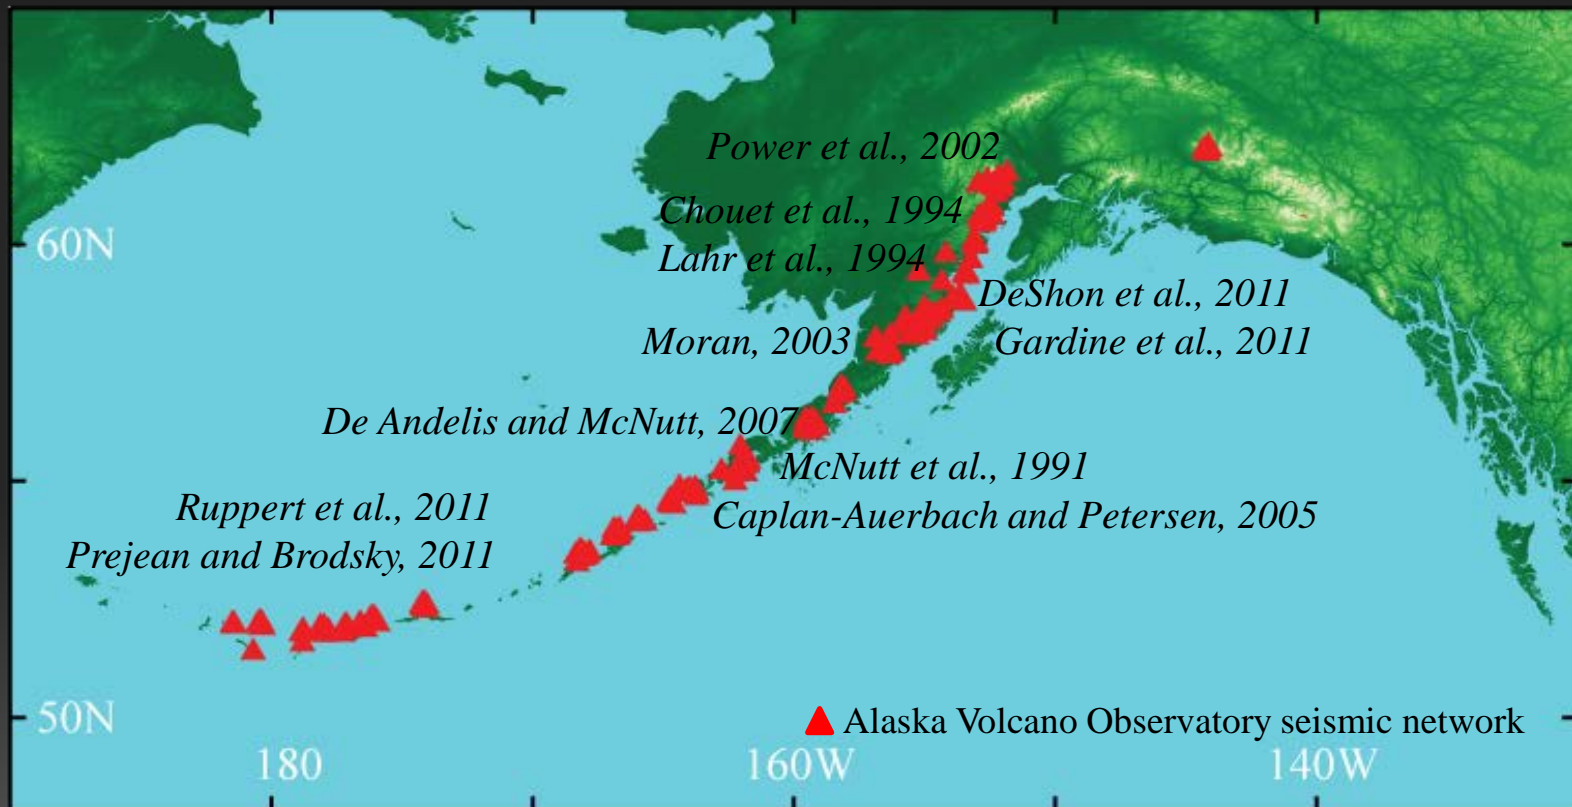 Power et al., 2002
Chouet et al., 1994
60N
Lahr et al., 1994
DeShon et al., 2011
Moran, 2003
Gardine et al., 2011
De Andelis and McNutt, 2007
McNutt et al., 1991
Ruppert et al., 2011
Caplan-Auerbach and Petersen, 2005
Prejean and Brodsky, 2011
50N
Alaska Volcano Observatory seismic network
180
160W
140W